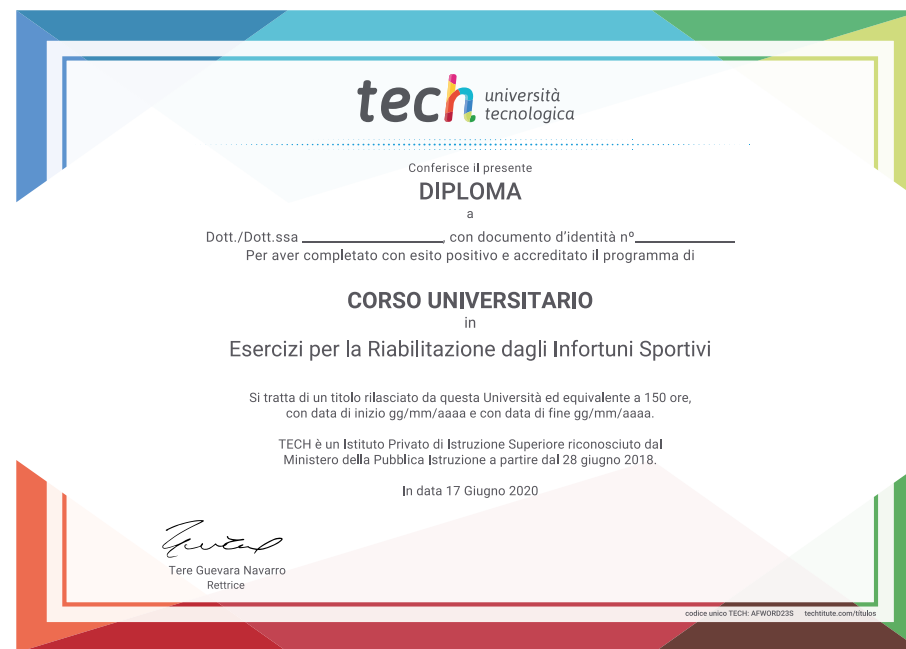 tech università
tecnologica
Conferisce il presente
DIPLOMA
a
Dott./Dott.ssa ____________________, con documento d'identità nº______________
Per aver completato con esito positivo e accreditato il programma di
CORSO UNIVERSITARIO
in
Esercizi per la Riabilitazione dagli Infortuni Sportivi
Si tratta di un titolo rilasciato da questa Università ed equivalente a 150 ore,
con data di inizio gg/mm/aaaa e con data di fine gg/mm/aaaa.
TECH è un Istituto Privato di Istruzione Superiore riconosciuto dal
Ministero della Pubblica Istruzione a partire dal 28 giugno 2018.
In data 17 Giugno 2020
Tere Guevara Navarro
Rettrice
codice unico TECH: AFWORD23S techtitute.com/titulos